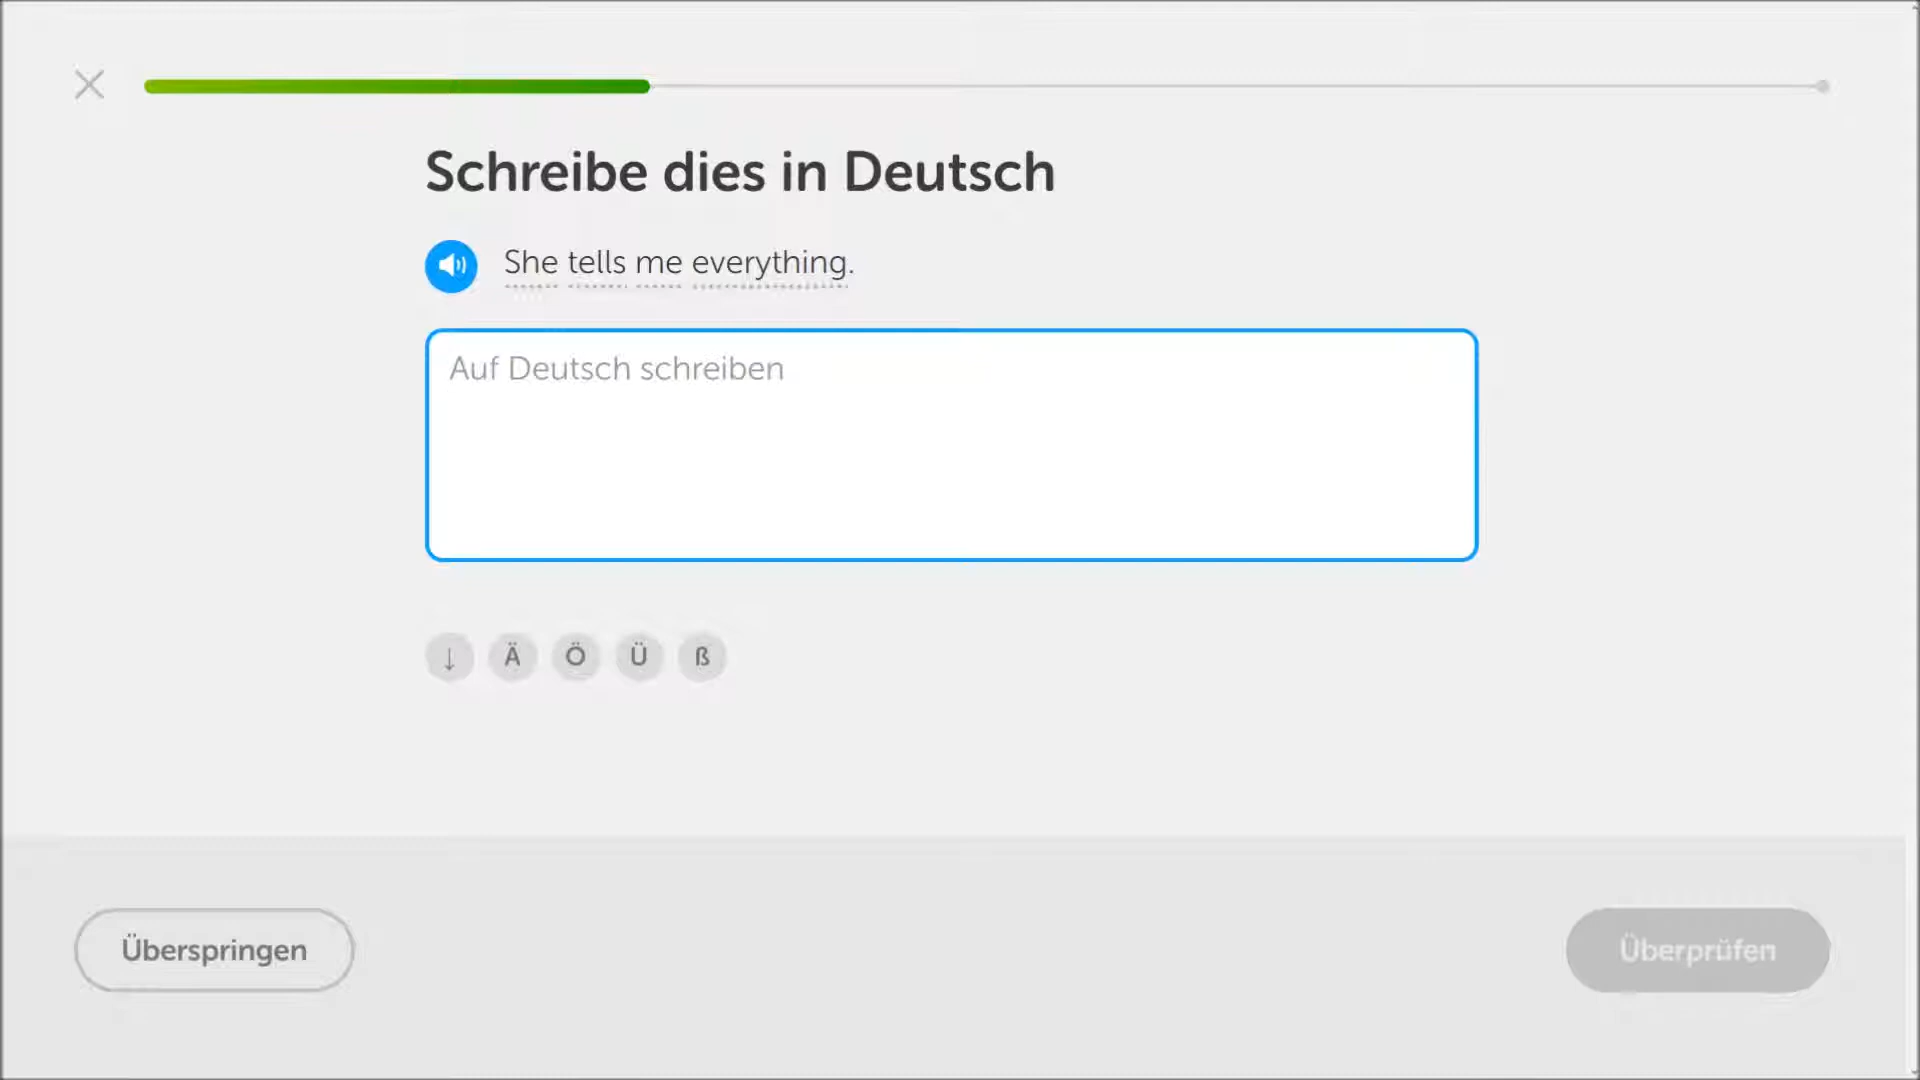 Schreibe dies in Deutsch
She tells me everything.
Auf Deutsch schreiben
↓ Ä Ö Ü ß
Überspringen
Überprüfen